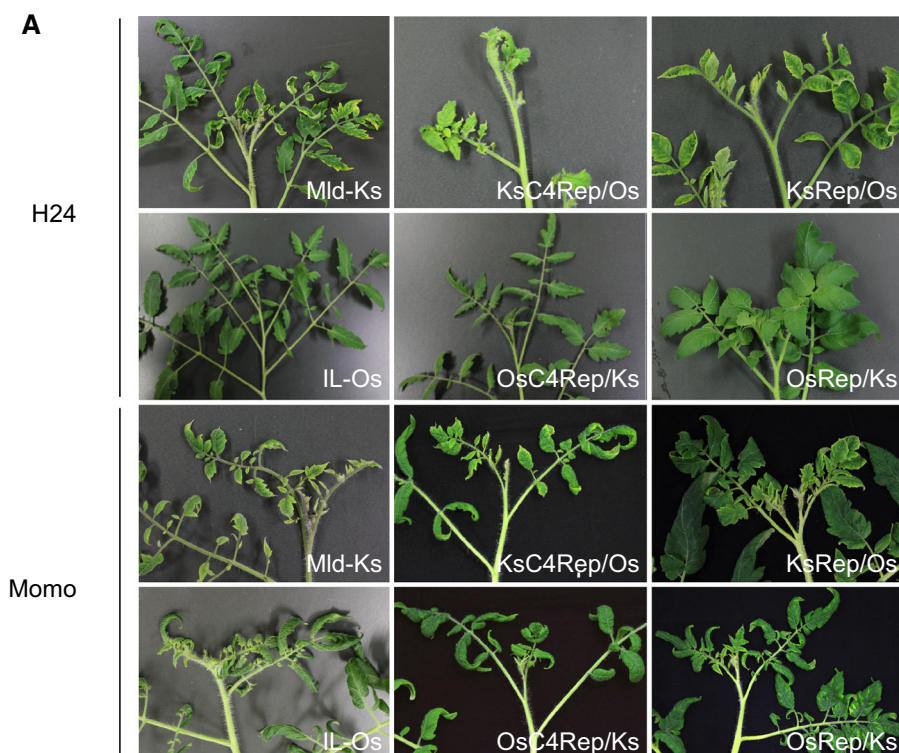 A
H24
Mld-Ks
KsC4Rep/Os
KsRep/Os
IL-Os
OsC4Rep/Ks
OsRep/Ks
Momo
Mld-Ks
KsC4Rep/Os
KsRep/Os
IL-Os
OsC4Rep/Ks
OsRep/Ks